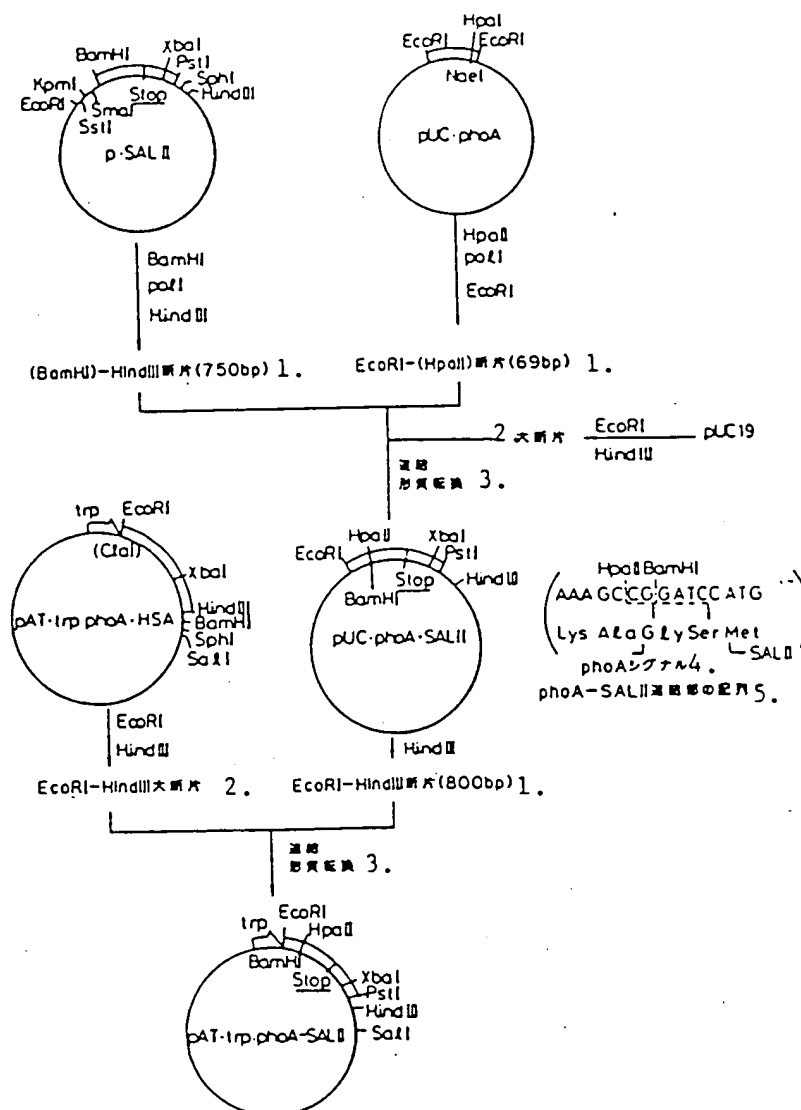 BamHI
XbaI
PstI
SphI
HindIII
KpnI
EcoRI
SstI
SmaI
Stop
p·SALII
HpaI
EcoRI
EcoRI
NaeI
pUC·phoA
BamHI
polI
HindIII
HpaII
polI
EcoRI
(BamHI)-HindIII断片(750bp) 1.
EcoRI-(HpaII)断片(69bp) 1.
2 大断片
EcoRI
HindIII
pUC19
連結
形質転換 3.
trp
EcoRI
(ClaI)
XbaI
HindIII
BamHI
SphI
SalI
pAT·trp phoA·HSA
HpaII
XbaI
EcoRI
PstI
Stop
HindIII
BamHI
pUC·phoA·SALII
HpaII BamHI
AAA GCC CG GATCC ATG
Lys Ala Gly Ser Met
SALII
phoAシグナル 4.
phoA-SALII連結部の配列 5.
EcoRI
HindIII
HindIII
EcoRI-HindIII大断片 2.
EcoRI-HindIII断片(800bp) 1.
連結
形質転換 3.
trp
EcoRI
HpaII
BamHI
Stop
XbaI
PstI
HindIII
SalI
pAT·trp·phoA-SALII